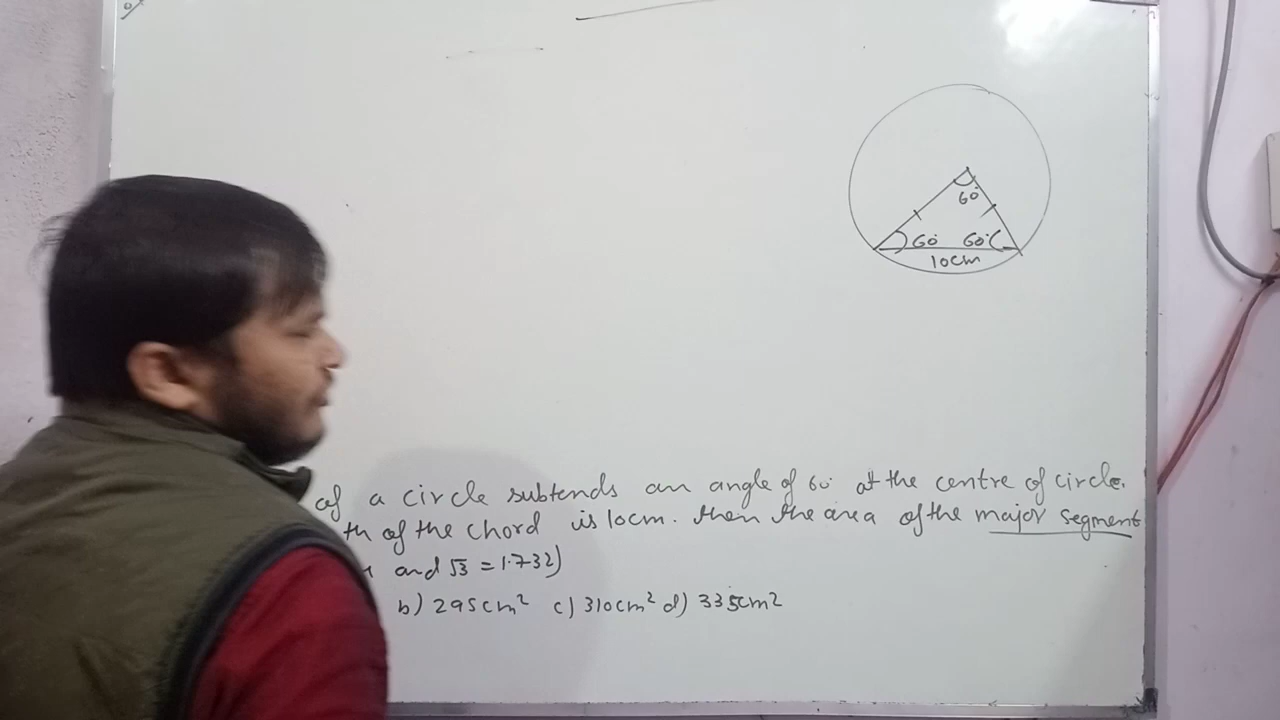 60°
60° 60°
10cm
of a circle subtends an angle of 60° at the centre of circle.
th of the chord is 10cm. then the area of the major segment
and √3 = 1.732)
b) 295cm² c) 310cm² d) 335cm²